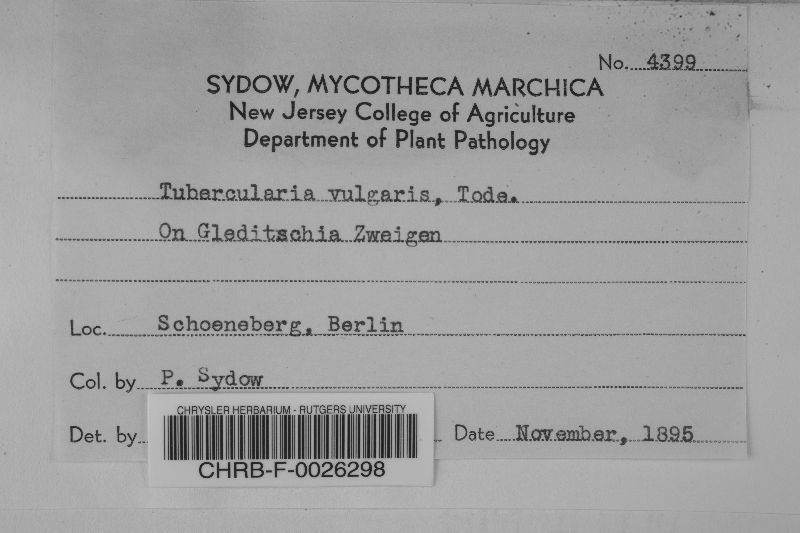 No. 4399
SYDOW, MYCOTHECA MARCHICA
New Jersey College of Agriculture
Department of Plant Pathology
Tubercularia vulgaris, Tode.
On Gleditschia Zweigen
Loc. Schoeneberg, Berlin
Col. by P. Sydow
Det. by
Date November, 1895
CHRYSLER HERBARIUM - RUTGERS UNIVERSITY
CHRB-F-0026298